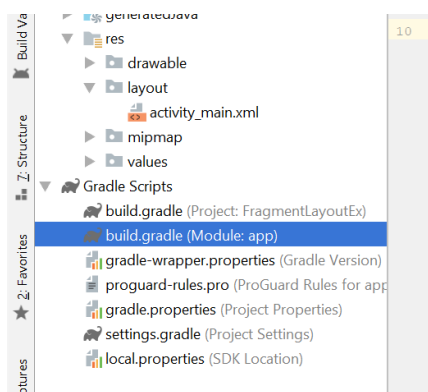 generatedJava
res
drawable
layout
activity_main.xml
mipmap
values
Gradle Scripts
build.gradle (Project: FragmentLayoutEx)
build.gradle (Module: app)
gradle-wrapper.properties (Gradle Version)
proguard-rules.pro (ProGuard Rules for app
gradle.properties (Project Properties)
settings.gradle (Project Settings)
local.properties (SDK Location)
Build Va
Z: Structure
2: Favorites
ptures
10